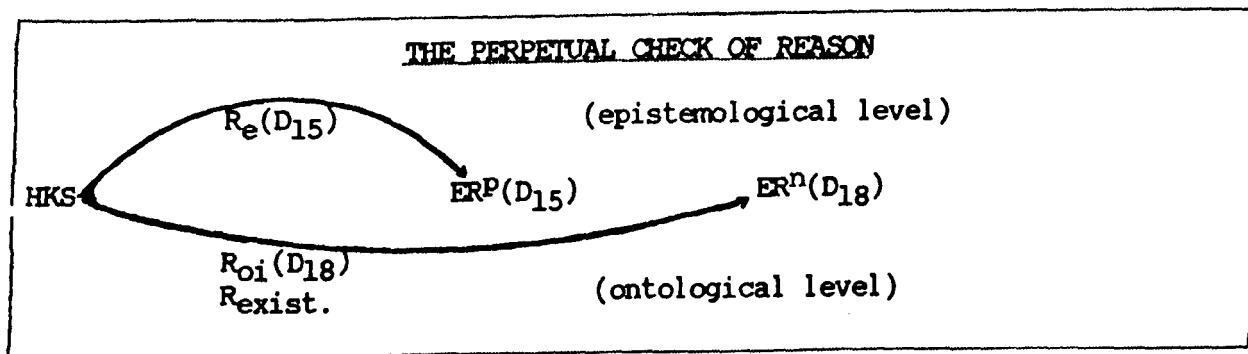 THE PERPETUAL CHECK OF REASON
Re(D15) (epistemological level)
HKS ERp(D15) ERn(D18)
Roi(D18)
Rexist. (ontological level)